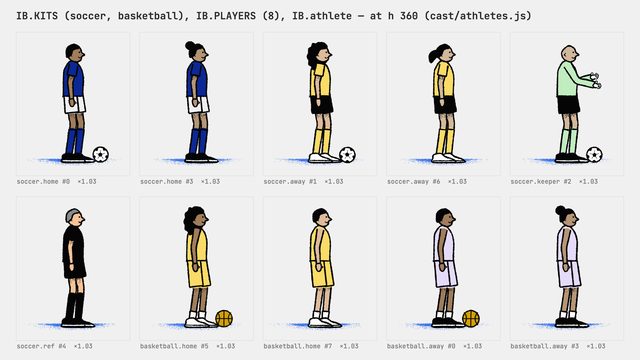 IB.KITS (soccer, basketball), IB.PLAYERS (8), IB.athlete — at h 360 (cast/athletes.js)
soccer.home #0 ×1.03
soccer.home #3 ×1.03
soccer.away #1 ×1.03
soccer.away #6 ×1.03
soccer.keeper #2 ×1.03
soccer.ref #4 ×1.03
basketball.home #5 ×1.03
basketball.home #7 ×1.03
basketball.away #0 ×1.03
basketball.away #3 ×1.03